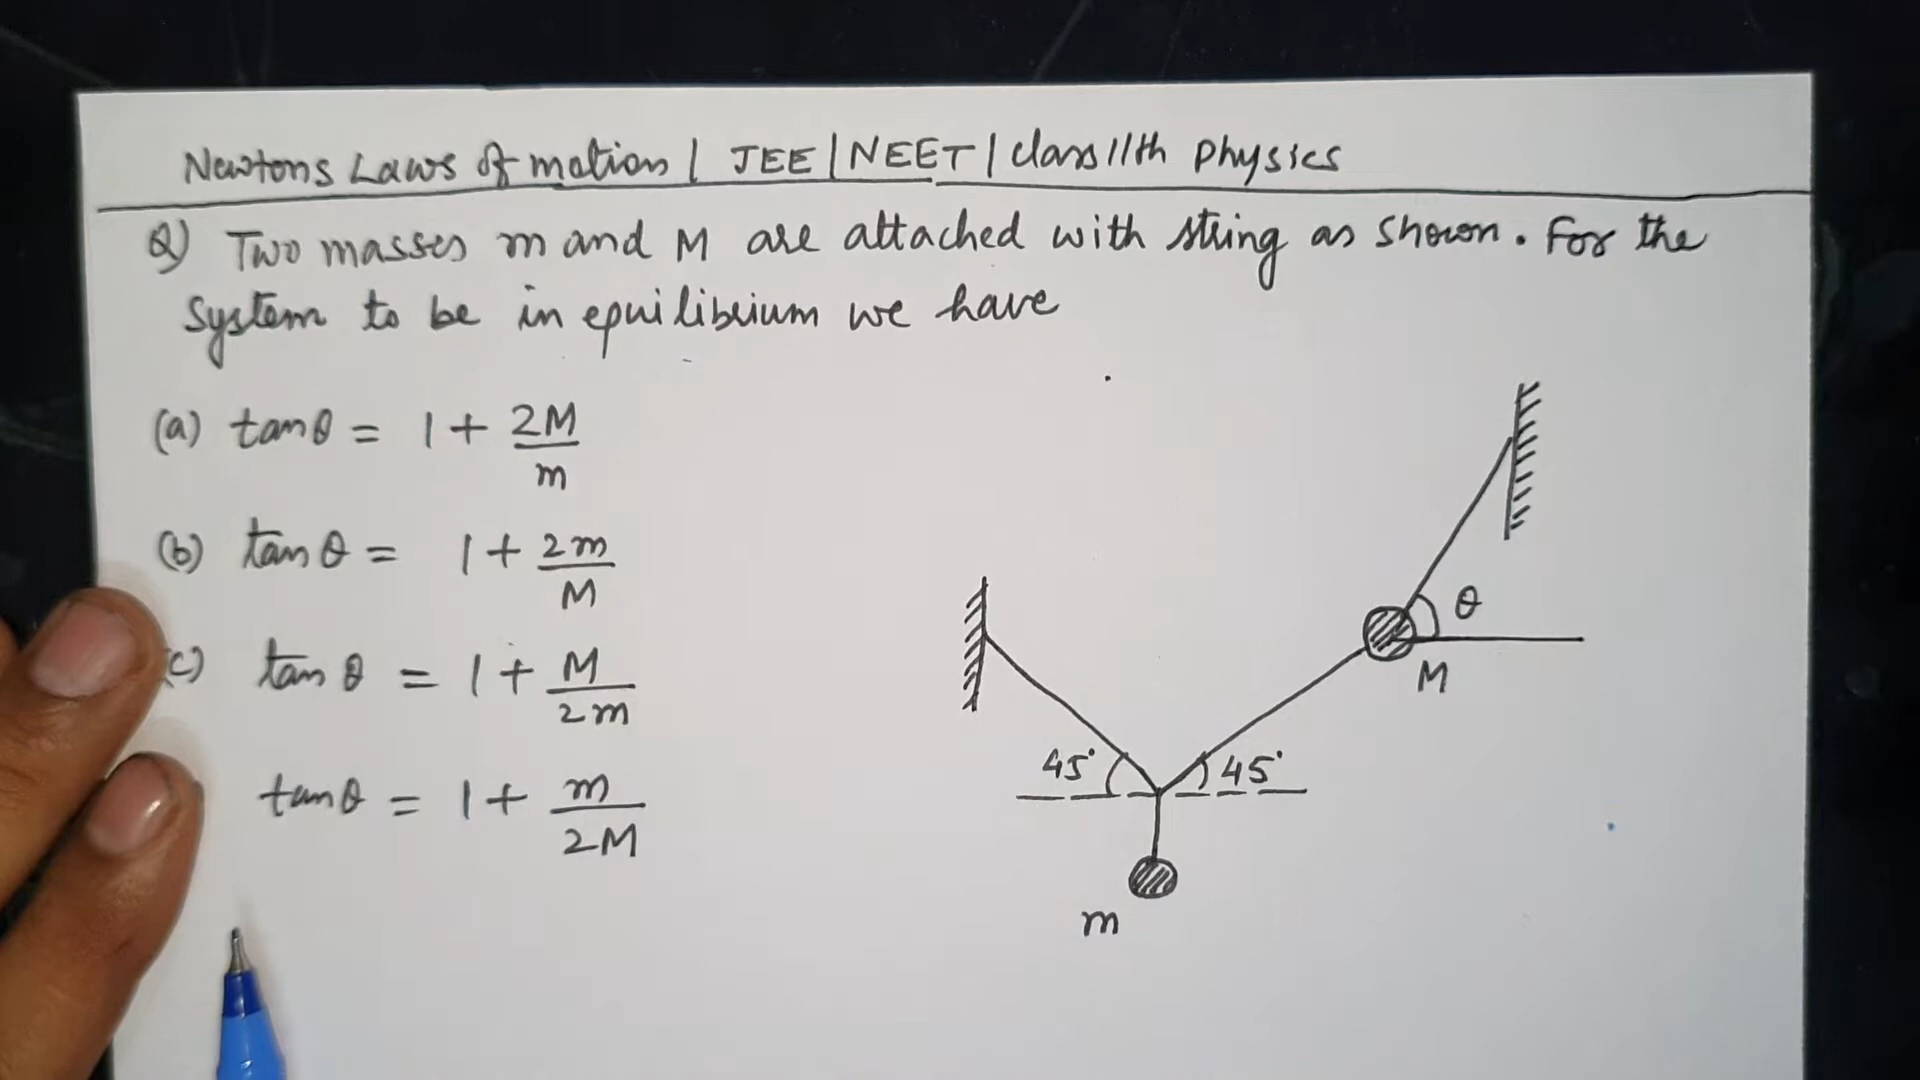 Newtons Laws of motion | JEE | NEET | class 11th Physics
Q) Two masses m and M are attached with string as shown. For the
system to be in equilibrium we have
(a) tanθ = 1 + 2M/m
(b) tanθ = 1 + 2m/M
(c) tanθ = 1 + M/2m
tanθ = 1 + m/2M
θ
M
45° 45°
m